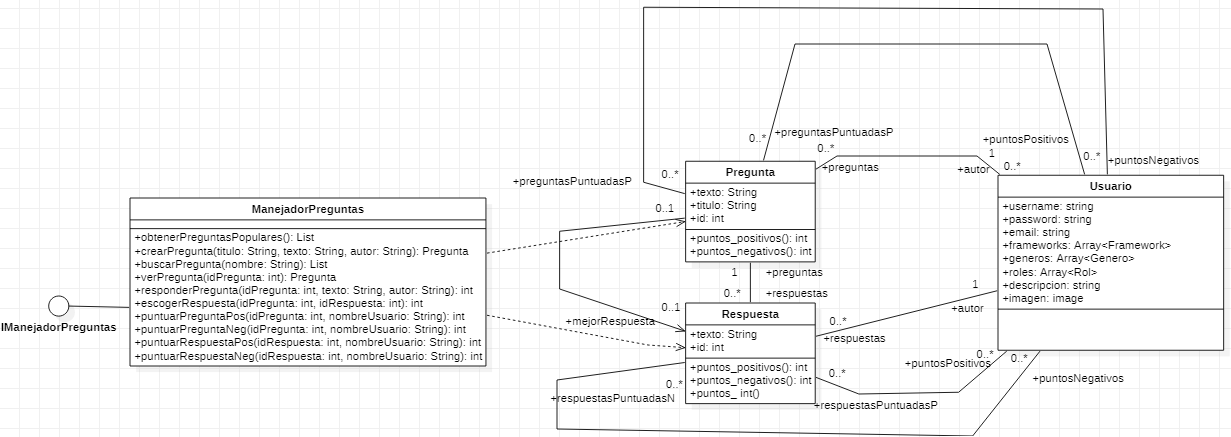 0..*
+preguntasPuntuadasP
+puntosPositivos
0..*
+preguntas
1
+autor
0..*
0..*
+puntosNegativos
0..*
+preguntasPuntuadasP
0..1
Pregunta
+texto: String
+titulo: String
+id: int
+puntos_positivos(): int
+puntos_negativos(): int
Usuario
+username: string
+password: string
+email: string
+frameworks: Array<Framework>
+generos: Array<Genero>
+roles: Array<Rol>
+descripcion: string
+imagen: image
ManejadorPreguntas
+obtenerPreguntasPopulares(): List
+crearPregunta(titulo: String, texto: String, autor: String): Pregunta
+buscarPregunta(nombre: String): List
+verPregunta(idPregunta: int): Pregunta
+responderPregunta(idPregunta: int, texto: String, autor: String): int
+escogerRespuesta(idPregunta: int, idRespuesta: int): int
+puntuarPreguntaPos(idPregunta: int, nombreUsuario: String): int
+puntuarPreguntaNeg(idPregunta: int, nombreUsuario: String): int
+puntuarRespuestaPos(idRespuesta: int, nombreUsuario: String): int
+puntuarRespuestaNeg(idRespuesta: int, nombreUsuario: String): int
IManejadorPreguntas
1
+preguntas
0..*
+respuestas
0..1
+mejorRespuesta
Respuesta
+texto: String
+id: int
+puntos_positivos(): int
+puntos_negativos(): int
+puntos_ int()
1
+autor
0..*
+respuestas
0..*
+puntosPositivos
0..*
+puntosNegativos
0..*
+respuestasPuntuadasP
0..*
+respuestasPuntuadasN